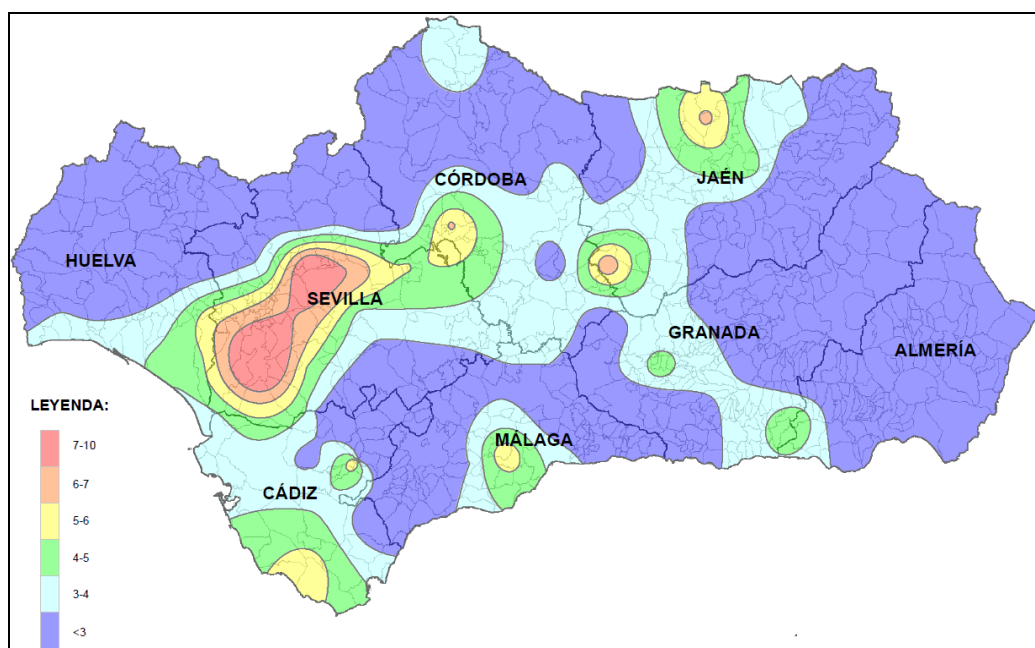 CÓRDOBA
JAÉN
HUELVA
SEVILLA
GRANADA
ALMERÍA
MÁLAGA
CÁDIZ
LEYENDA:
7-10
6-7
5-6
4-5
3-4
<3